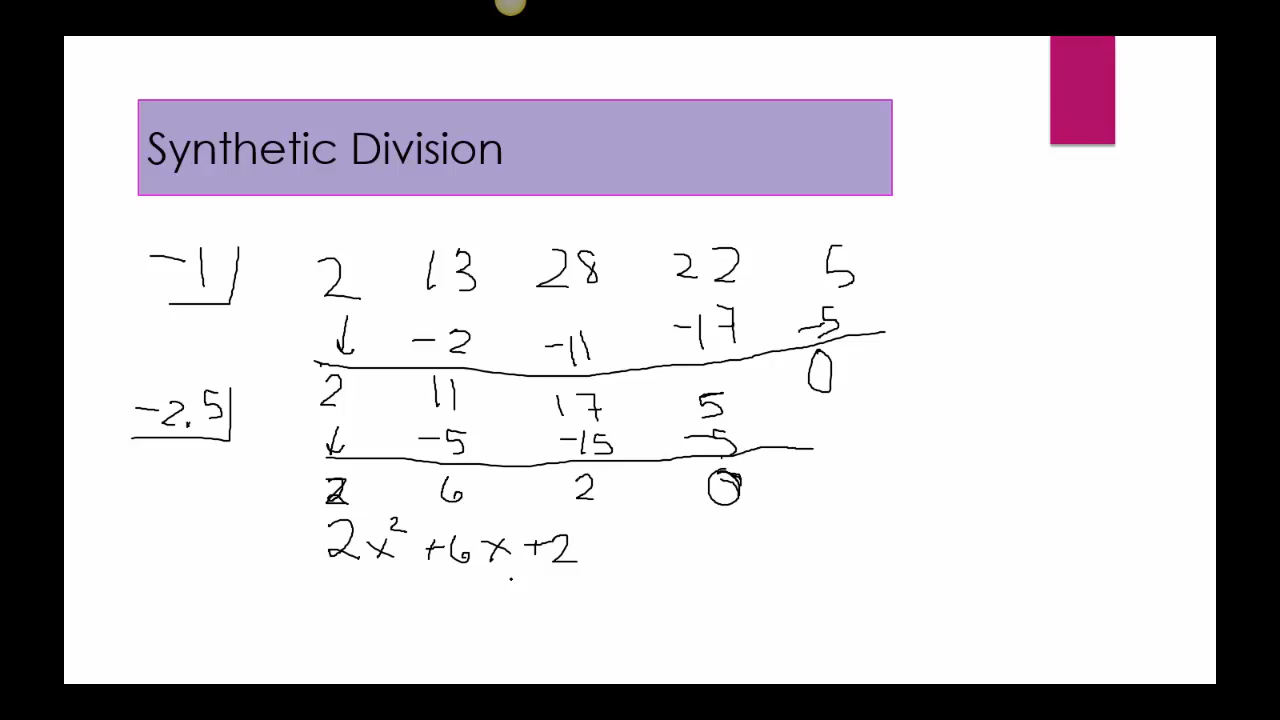 Synthetic Division
-1 2 13 28 22 5
↓ -2 -11 -17 -5
2 11 17 5 0
-2.5 ↓ -5 -15 -5
2 6 2 0
2x² +6x +2